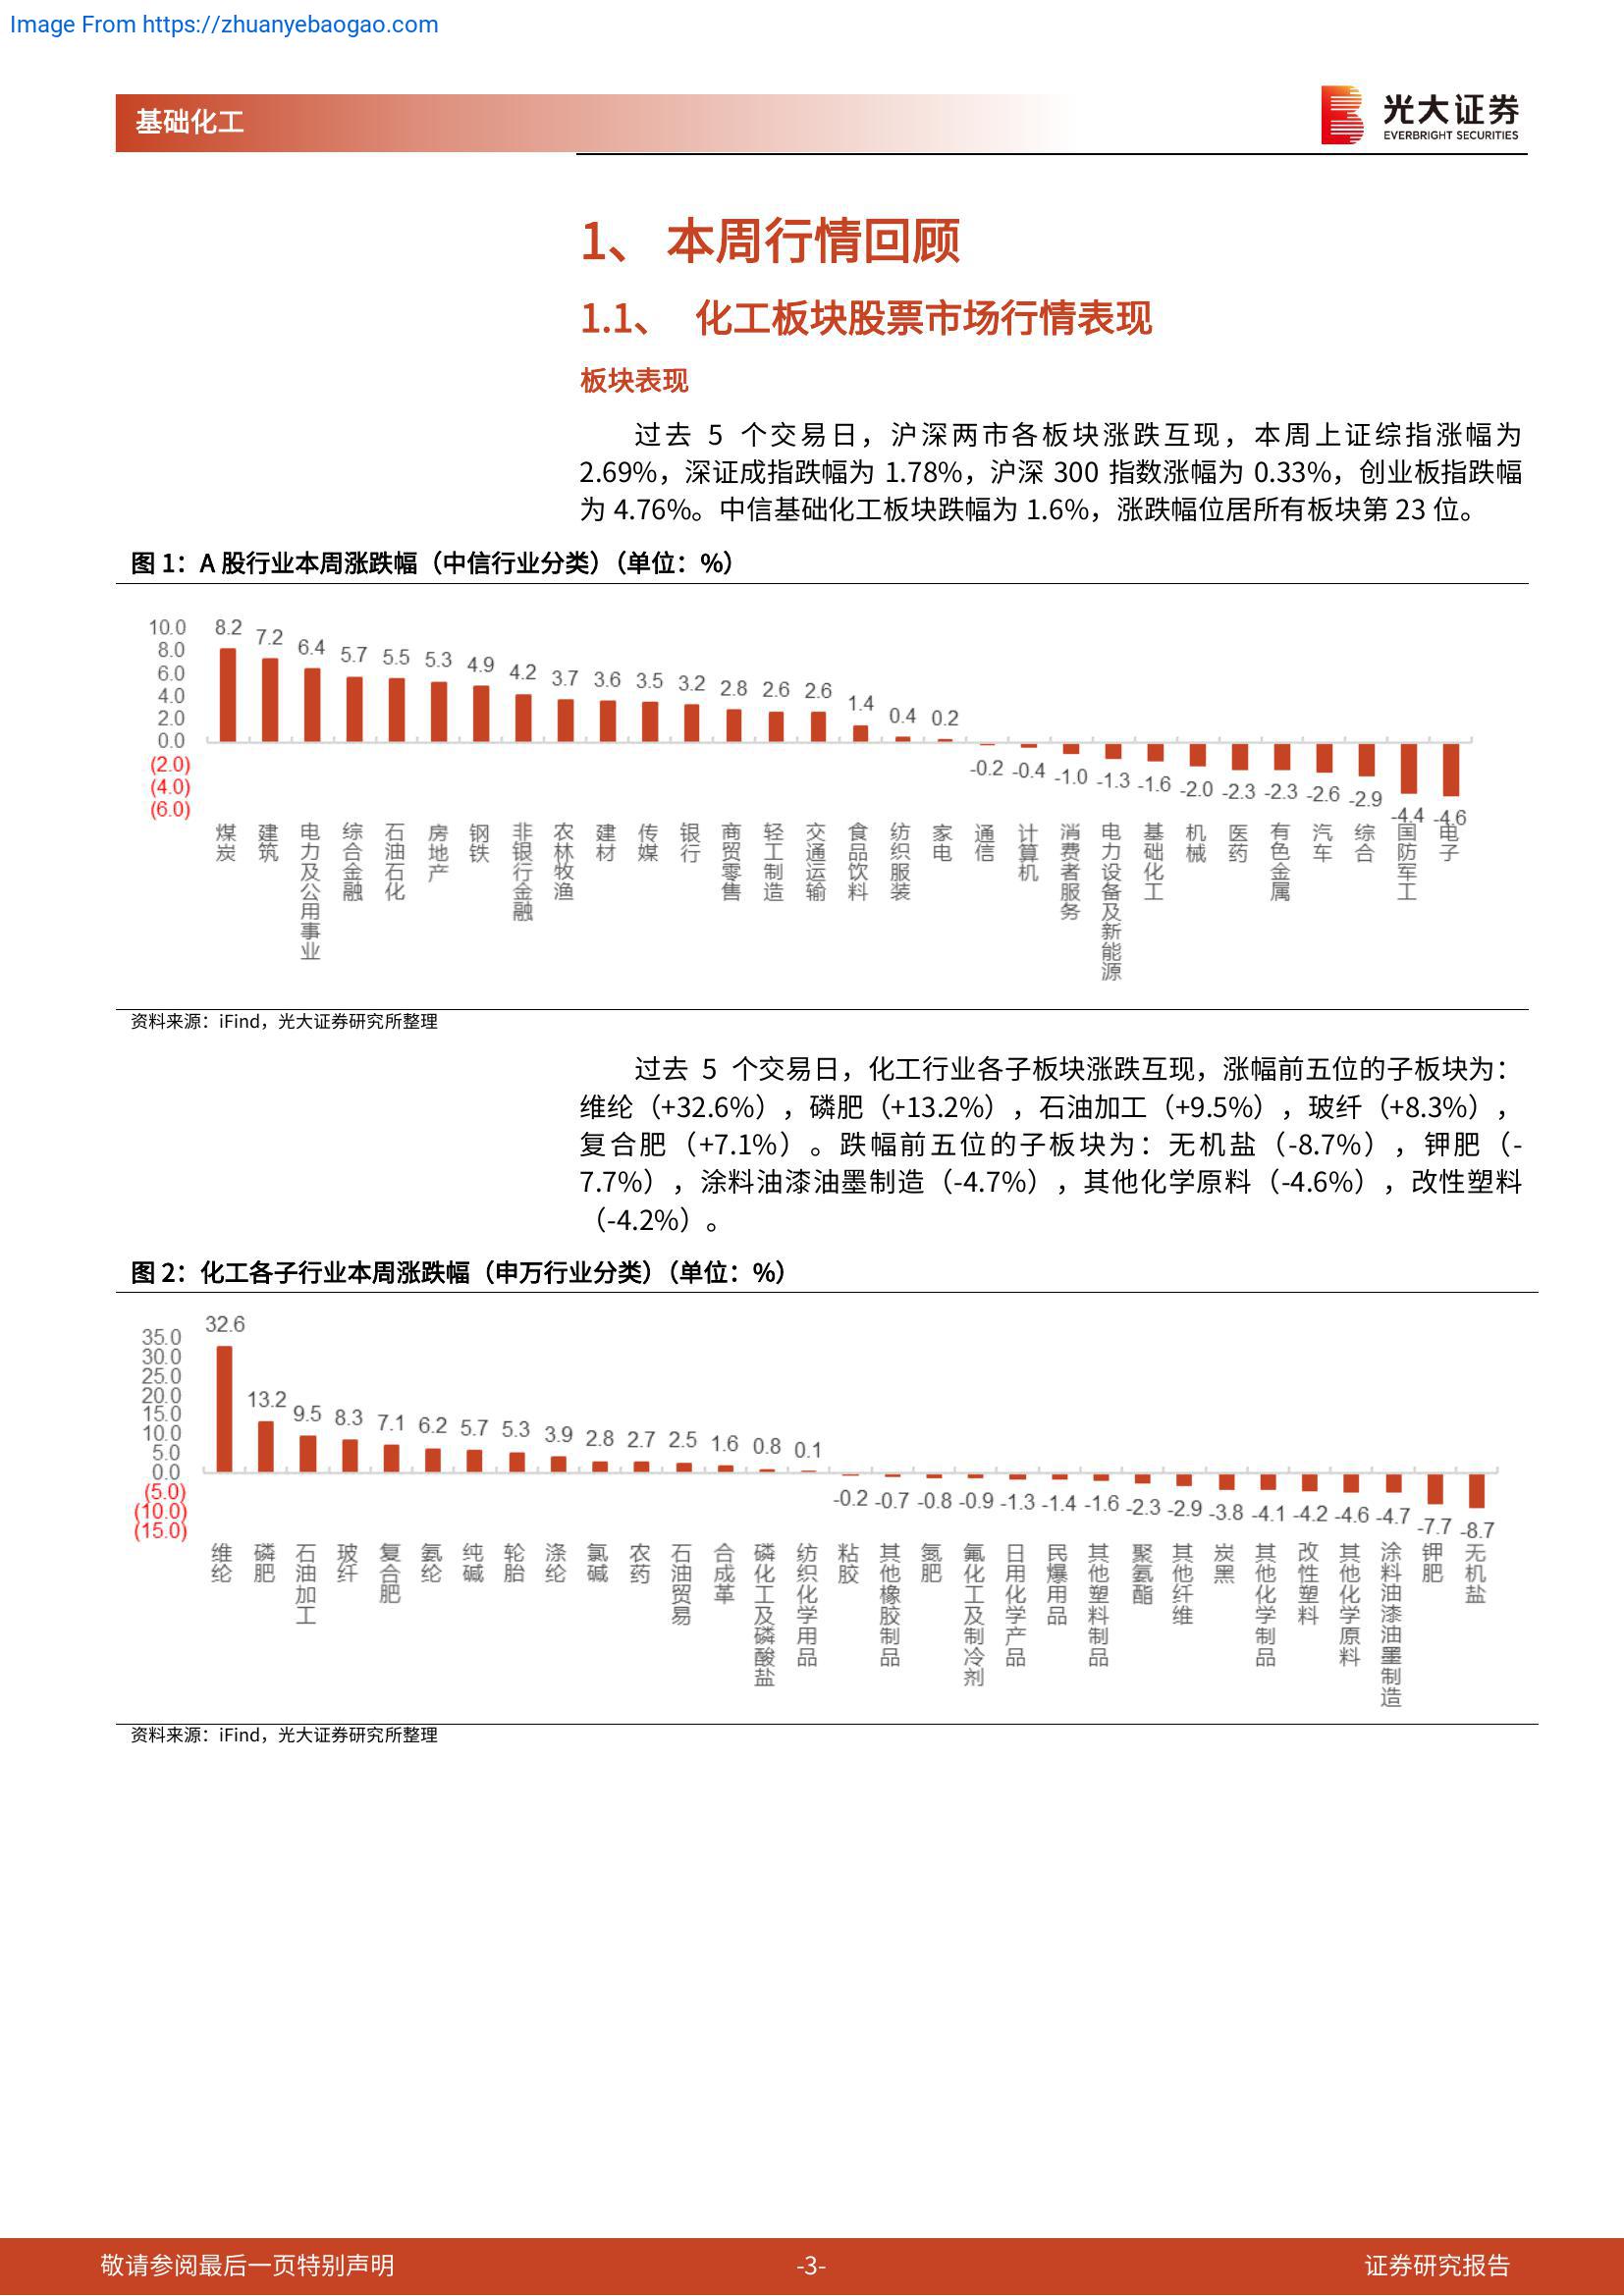 Image From https://zhuanyebaogao.com
基础化工
光大证券
EVERBRIGHT SECURITIES
1、 本周行情回顾
1.1、 化工板块股票市场行情表现
板块表现
过去 5 个交易日，沪深两市各板块涨跌互现，本周上证综指涨幅为
2.69%，深证成指跌幅为 1.78%，沪深 300 指数涨幅为 0.33%，创业板指跌幅
为 4.76%。中信基础化工板块跌幅为 1.6%，涨跌幅位居所有板块第 23 位。
图 1：A 股行业本周涨跌幅（中信行业分类）（单位：%）
10.0
8.0
6.0
4.0
2.0
0.0
(2.0)
(4.0)
(6.0)
8.2 7.2 6.4 5.7 5.5 5.3 4.9 4.2 3.7 3.6 3.5 3.2 2.8 2.6 2.6 1.4 0.4 0.2
-0.2 -0.4 -1.0 -1.3 -1.6 -2.0 -2.3 -2.3 -2.6 -2.9 -4.4 -4.6
煤炭
建筑
电力及公用事业
综合金融
石油石化
房地产
钢铁
非银行金融
农林牧渔
建材
传媒
银行
商贸零售
轻工制造
交通运输
食品饮料
纺织服装
家电
通信
计算机
消费者服务
电力设备及新能源
基础化工
机械
医药
有色金属
汽车
综合
国防军工
电子
资料来源：iFind，光大证券研究所整理
过去 5 个交易日，化工行业各子板块涨跌互现，涨幅前五位的子板块为：
维纶（+32.6%），磷肥（+13.2%），石油加工（+9.5%），玻纤（+8.3%），
复合肥（+7.1%）。跌幅前五位的子板块为：无机盐（-8.7%），钾肥（-
7.7%），涂料油漆油墨制造（-4.7%），其他化学原料（-4.6%），改性塑料
（-4.2%）。
图 2：化工各子行业本周涨跌幅（申万行业分类）（单位：%）
35.0
30.0
25.0
20.0
15.0
10.0
5.0
0.0
(5.0)
(10.0)
(15.0)
32.6 13.2 9.5 8.3 7.1 6.2 5.7 5.3 3.9 2.8 2.7 2.5 1.6 0.8 0.1
-0.2 -0.7 -0.8 -0.9 -1.3 -1.4 -1.6 -2.3 -2.9 -3.8 -4.1 -4.2 -4.6 -4.7 -7.7 -8.7
维纶
磷肥
石油加工
玻纤
复合肥
氨纶
纯碱
轮胎
涤纶
氯碱
农药
石油贸易
合成革
磷化工及磷酸盐
纺织化学用品
粘胶
其他橡胶制品
氮肥
氟化工及制冷剂
日用化学产品
民爆用品
其他塑料制品
聚氨酯
其他纤维
炭黑
其他化学制品
改性塑料
其他化学原料
涂料油漆油墨制造
钾肥
无机盐
资料来源：iFind，光大证券研究所整理
敬请参阅最后一页特别声明
-3-
证券研究报告